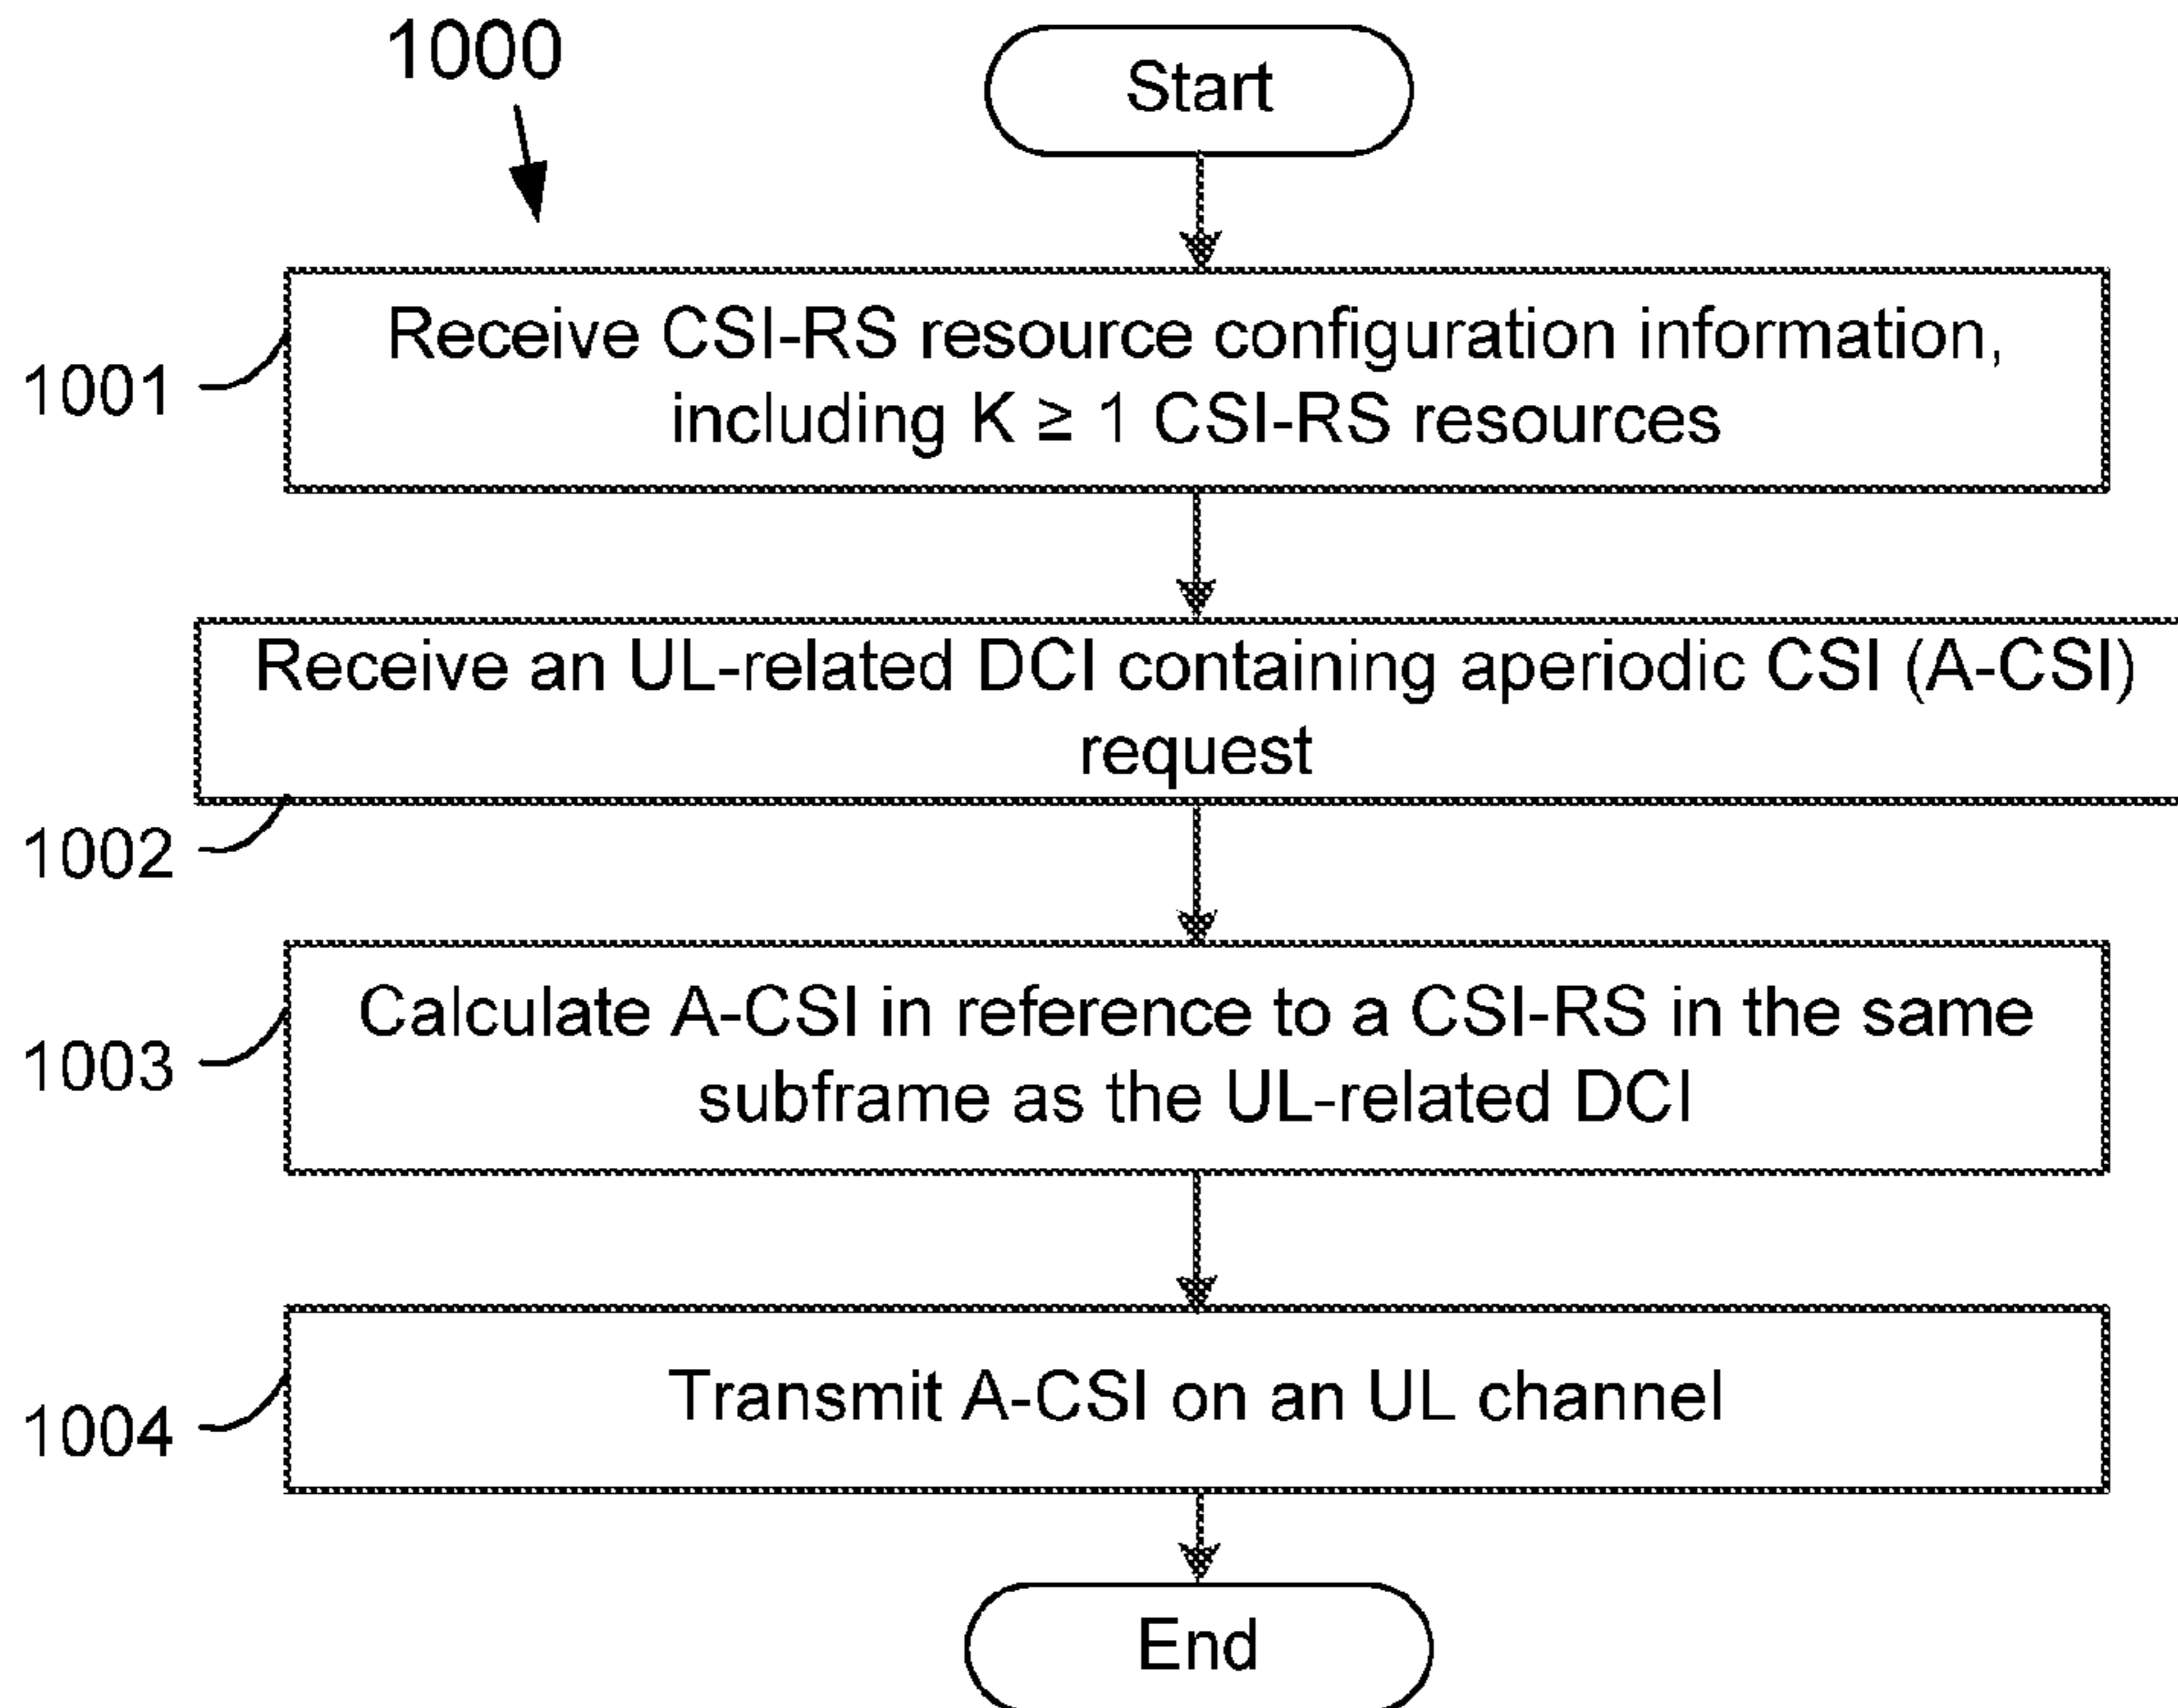 1000
Start
1001
Receive CSI-RS resource configuration information,
including K ≥ 1 CSI-RS resources
1002
Receive an UL-related DCI containing aperiodic CSI (A-CSI)
request
1003
Calculate A-CSI in reference to a CSI-RS in the same
subframe as the UL-related DCI
1004
Transmit A-CSI on an UL channel
End